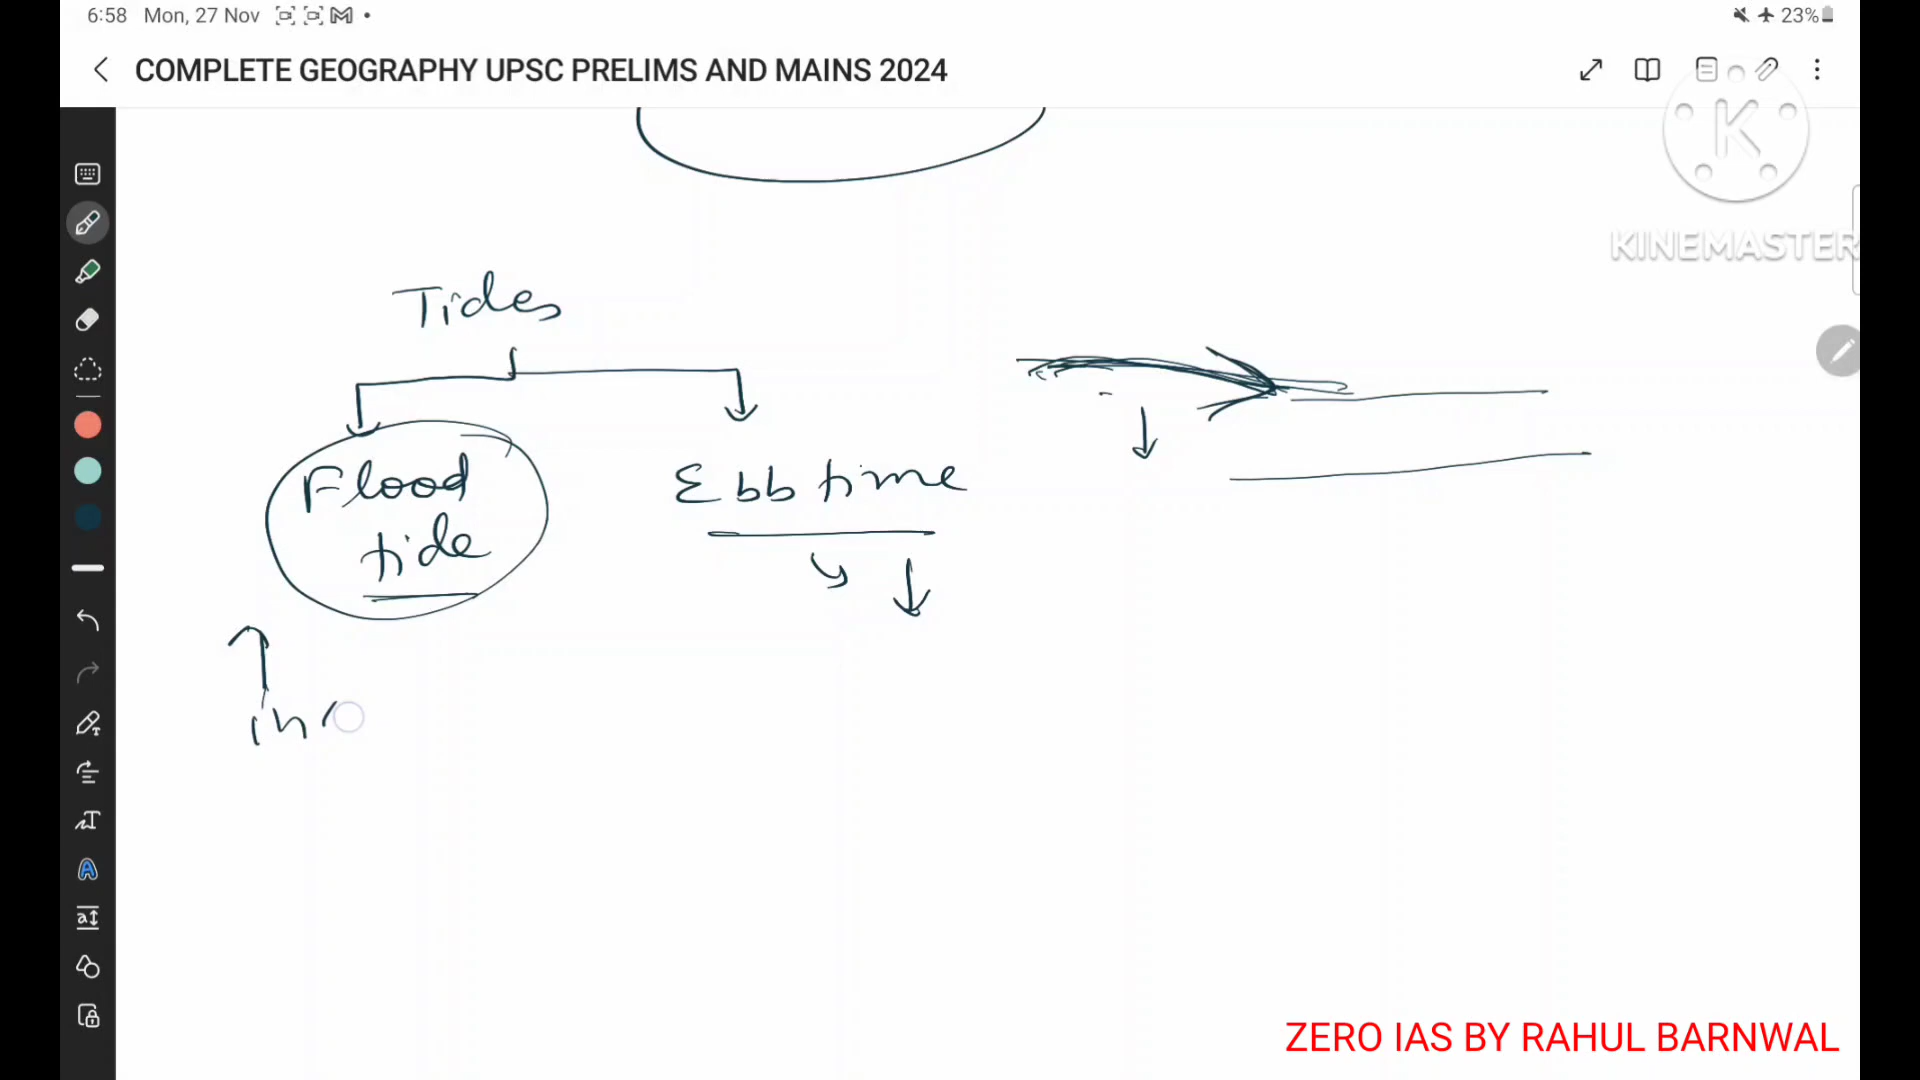 6:58 Mon, 27 Nov 23%
COMPLETE GEOGRAPHY UPSC PRELIMS AND MAINS 2024
K
KINEMASTER
Tides
Flood
tide
Ebb time
ZERO IAS BY RAHUL BARNWAL